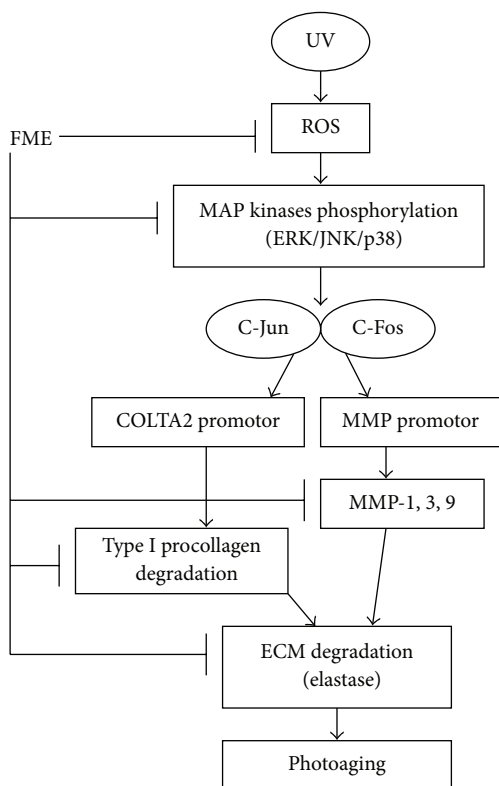 UV
FME
ROS
MAP kinases phosphorylation
(ERK/JNK/p38)
C-Jun
C-Fos
COLTA2 promotor
MMP promotor
MMP-1, 3, 9
Type I procollagen
degradation
ECM degradation
(elastase)
Photoaging